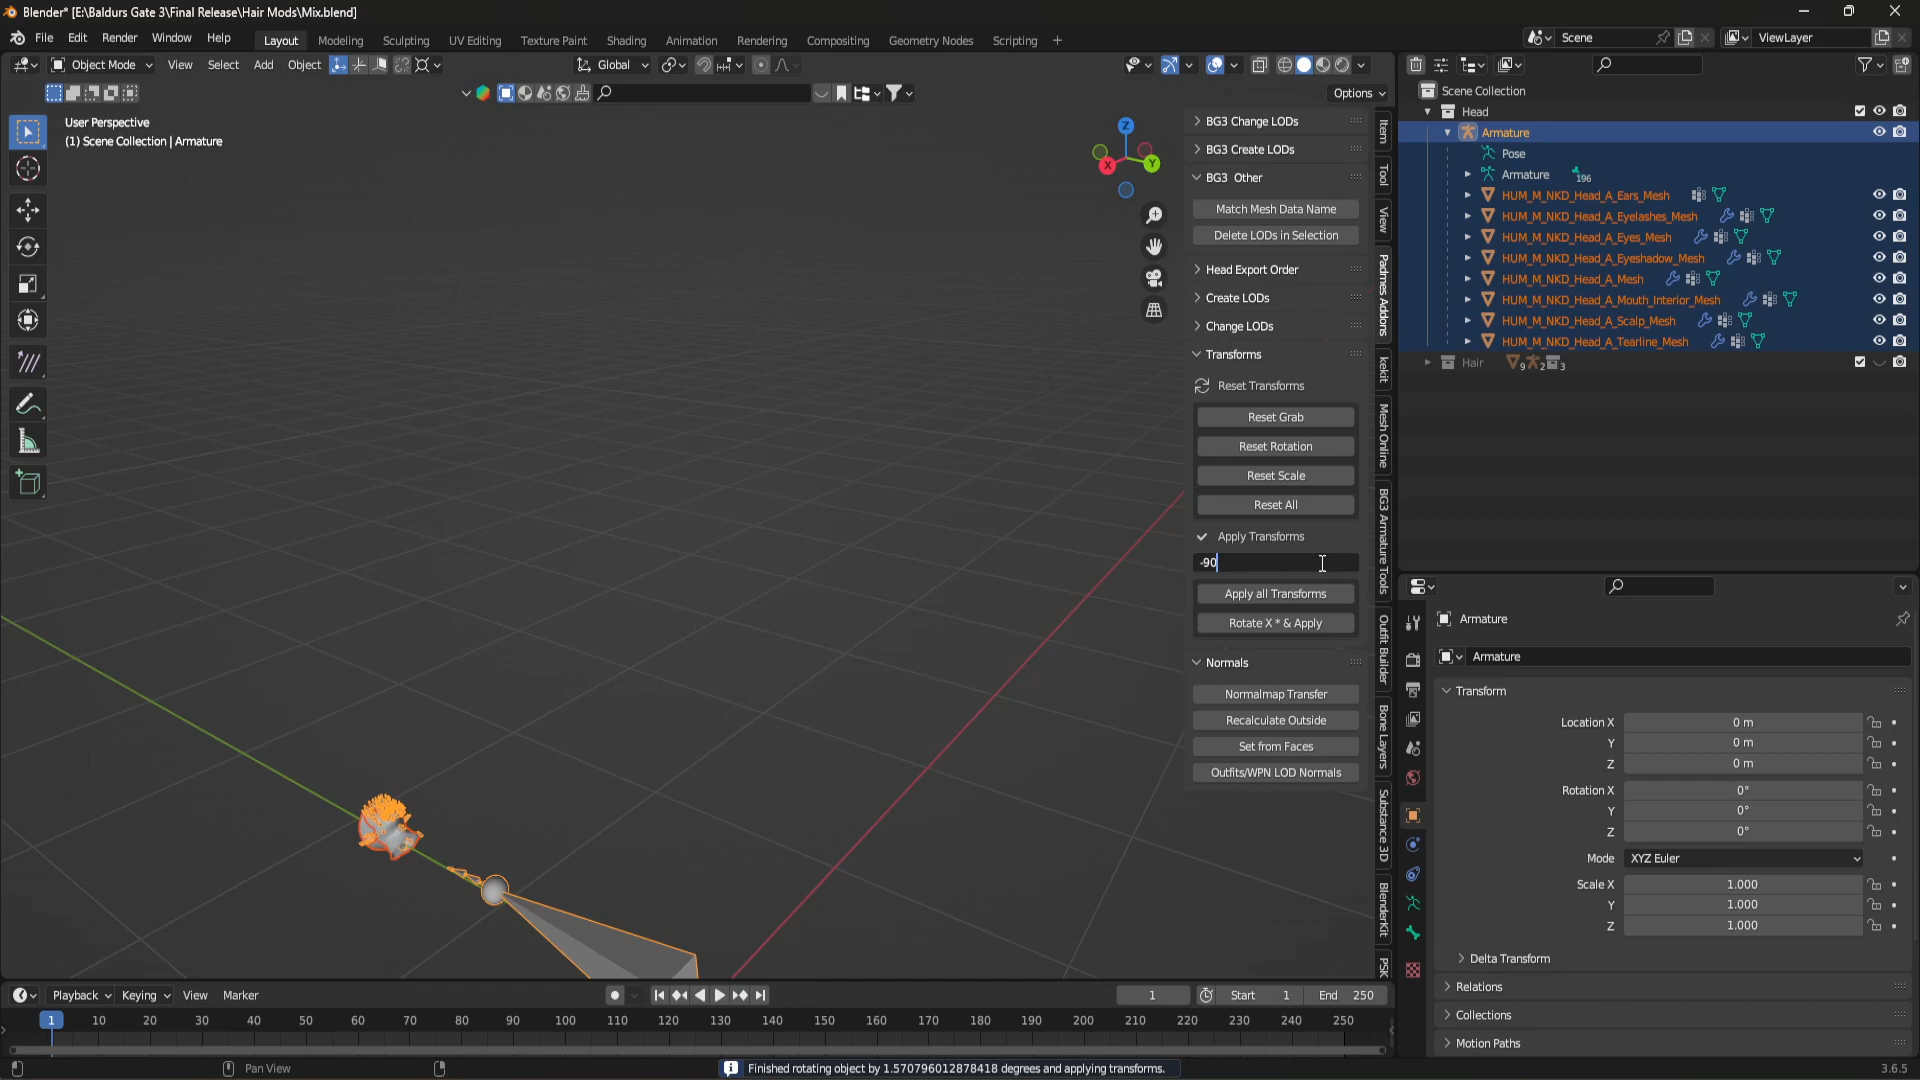 Blender* [E:\Baldurs Gate 3\Final Release\Hair Mods\Mix.blend]
File Edit Render Window Help
Layout Modeling Sculpting UV Editing Texture Paint Shading Animation Rendering Compositing Geometry Nodes Scripting +
Scene
ViewLayer
Object Mode View Select Add Object
Global
Options
User Perspective
(1) Scene Collection | Armature
Z
X
Y
BG3 Change LODs
BG3 Create LODs
BG3 Other
Match Mesh Data Name
Delete LODs in Selection
Head Export Order
Create LODs
Change LODs
Transforms
Reset Transforms
Reset Grab
Reset Rotation
Reset Scale
Reset All
Apply Transforms
-90
Apply all Transforms
Rotate X * & Apply
Normals
Normalmap Transfer
Recalculate Outside
Set from Faces
Outfits/WPN LOD Normals
Item
Tool
View
Padmes Addons
kekit
Mesh Online
BG3 Armature Tools
Outfit Builder
Bone Layers
Substance 3D
BlenderKit
PSK
Scene Collection
Head
Armature
Pose
Armature 196
HUM_M_NKD_Head_A_Ears_Mesh
HUM_M_NKD_Head_A_Eyelashes_Mesh
HUM_M_NKD_Head_A_Eyes_Mesh
HUM_M_NKD_Head_A_Eyeshadow_Mesh
HUM_M_NKD_Head_A_Mesh
HUM_M_NKD_Head_A_Mouth_Interior_Mesh
HUM_M_NKD_Head_A_Scalp_Mesh
HUM_M_NKD_Head_A_Tearline_Mesh
Hair 9 2 3
Armature
Armature
Transform
Location X 0 m
Y 0 m
Z 0 m
Rotation X 0°
Y 0°
Z 0°
Mode XYZ Euler
Scale X 1.000
Y 1.000
Z 1.000
Delta Transform
Relations
Collections
Motion Paths
Playback Keying View Marker
1
Start 1 End 250
1 10 20 30 40 50 60 70 80 90 100 110 120 130 140 150 160 170 180 190 200 210 220 230 240 250
Pan View
Finished rotating object by 1.570796012878418 degrees and applying transforms.
3.6.5